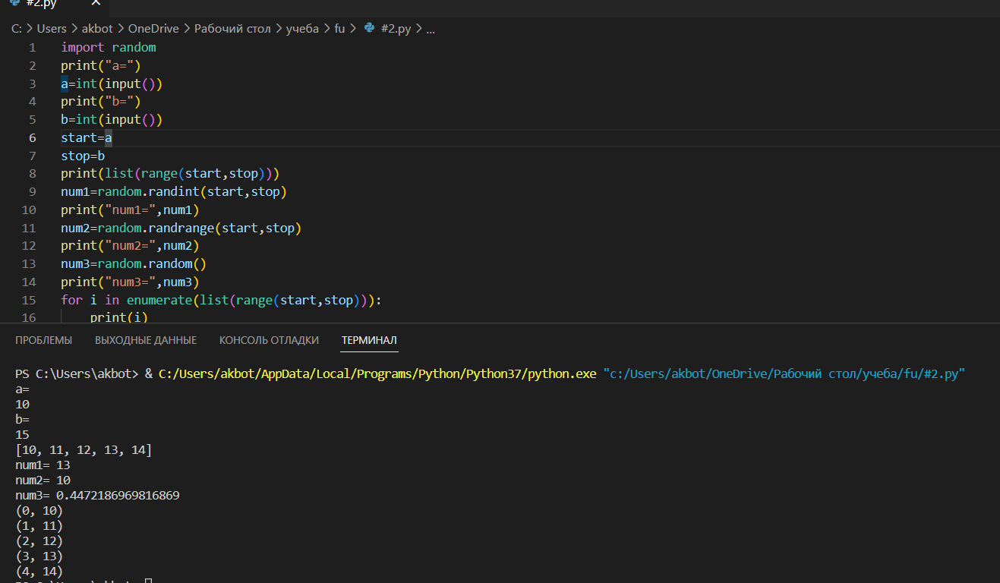 #2.py ×
C: > Users > akbot > OneDrive > Рабочий стол > учеба > fu > #2.py > ...
1 import random
2 print("a=")
3 a=int(input())
4 print("b=")
5 b=int(input())
6 start=a
7 stop=b
8 print(list(range(start,stop)))
9 num1=random.randint(start,stop)
10 print("num1=",num1)
11 num2=random.randrange(start,stop)
12 print("num2=",num2)
13 num3=random.random()
14 print("num3=",num3)
15 for i in enumerate(list(range(start,stop))):
16 print(i)
ПРОБЛЕМЫ ВЫХОДНЫЕ ДАННЫЕ КОНСОЛЬ ОТЛАДКИ ТЕРМИНАЛ
PS C:\Users\akbot> & C:/Users/akbot/AppData/Local/Programs/Python/Python37/python.exe "c:/Users/akbot/OneDrive/Рабочий стол/учеба/fu/#2.py"
a=
10
b=
15
[10, 11, 12, 13, 14]
num1= 13
num2= 10
num3= 0.4472186969816869
(0, 10)
(1, 11)
(2, 12)
(3, 13)
(4, 14)